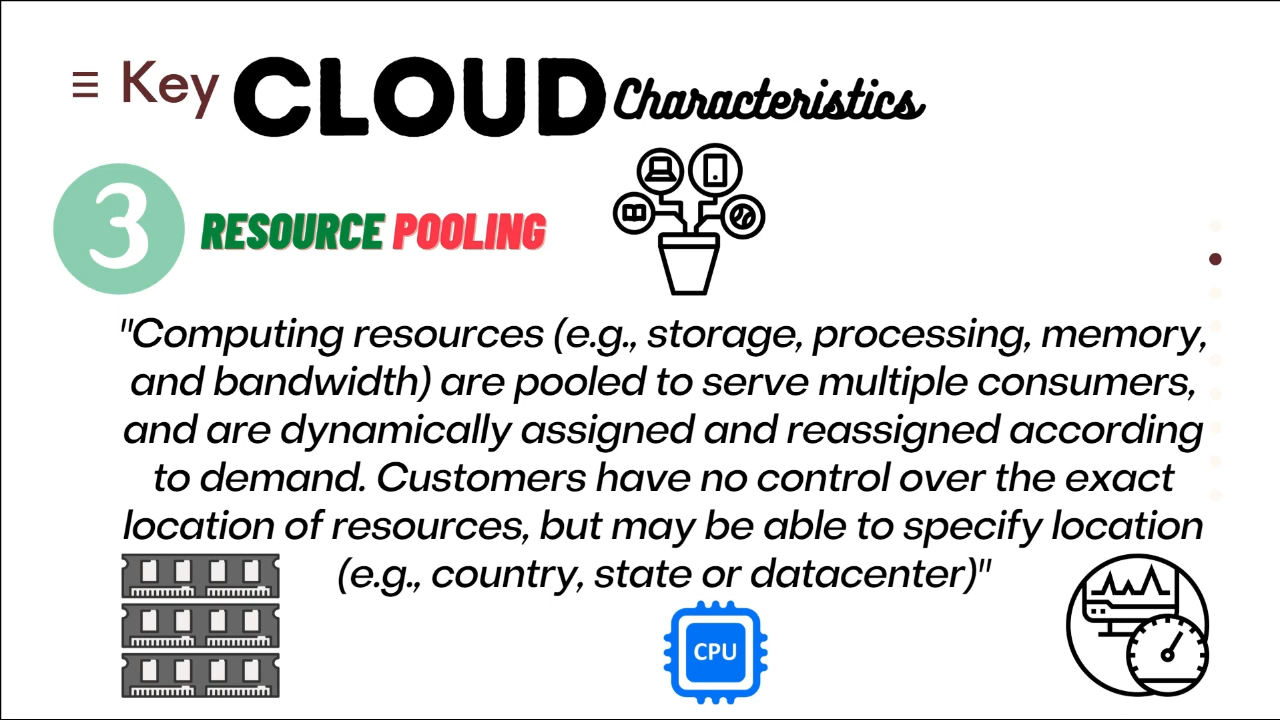 Key CLOUD Characteristics
3 RESOURCE POOLING
"Computing resources (e.g., storage, processing, memory,
and bandwidth) are pooled to serve multiple consumers,
and are dynamically assigned and reassigned according
to demand. Customers have no control over the exact
location of resources, but may be able to specify location
(e.g., country, state or datacenter)"
CPU